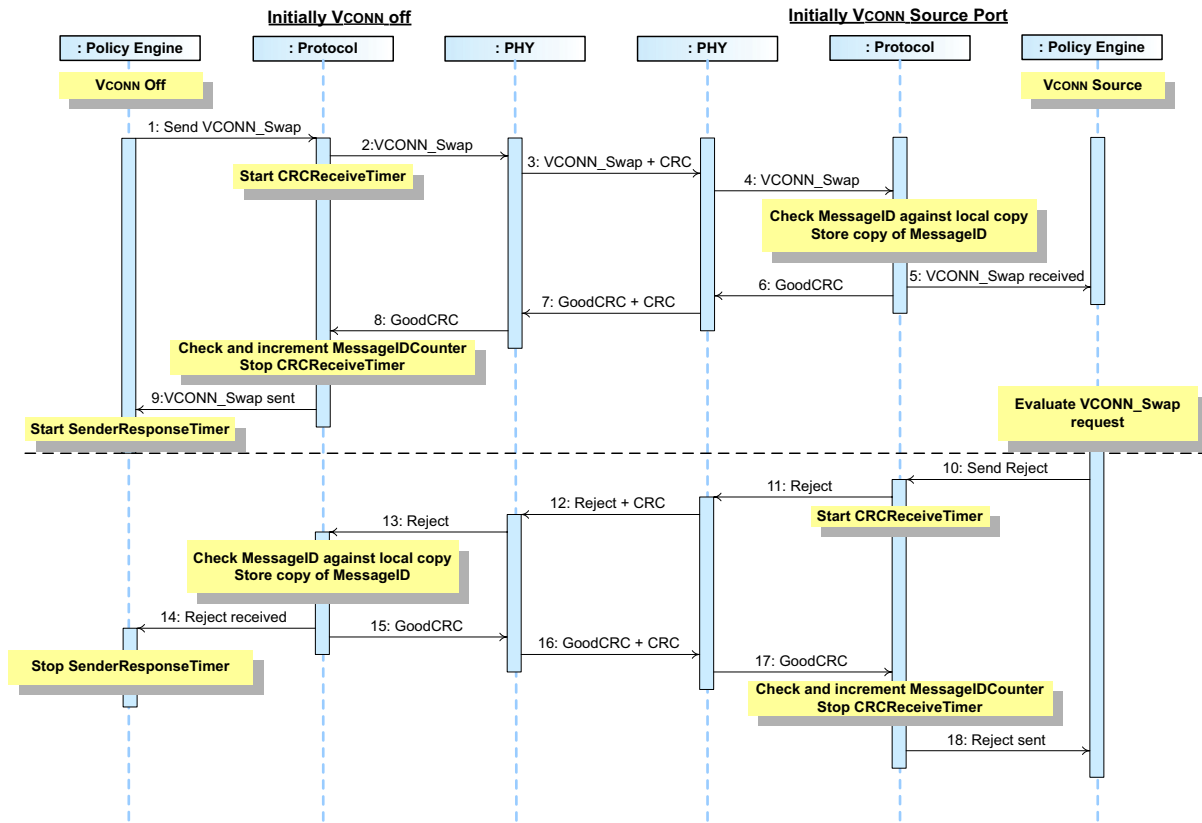 Initially VCONN off
Initially VCONN Source Port
: Policy Engine
: Protocol
: PHY
: PHY
: Protocol
: Policy Engine
VCONN Off
VCONN Source
1: Send VCONN_Swap
2:VCONN_Swap
3: VCONN_Swap + CRC
Start CRCReceiveTimer
4: VCONN_Swap
Check MessageID against local copy
Store copy of MessageID
5: VCONN_Swap received
6: GoodCRC
7: GoodCRC + CRC
8: GoodCRC
Check and increment MessageIDCounter
Stop CRCReceiveTimer
9:VCONN_Swap sent
Start SenderResponseTimer
Evaluate VCONN_Swap
request
10: Send Reject
11: Reject
12: Reject + CRC
Start CRCReceiveTimer
13: Reject
Check MessageID against local copy
Store copy of MessageID
14: Reject received
15: GoodCRC
16: GoodCRC + CRC
Stop SenderResponseTimer
17: GoodCRC
Check and increment MessageIDCounter
Stop CRCReceiveTimer
18: Reject sent